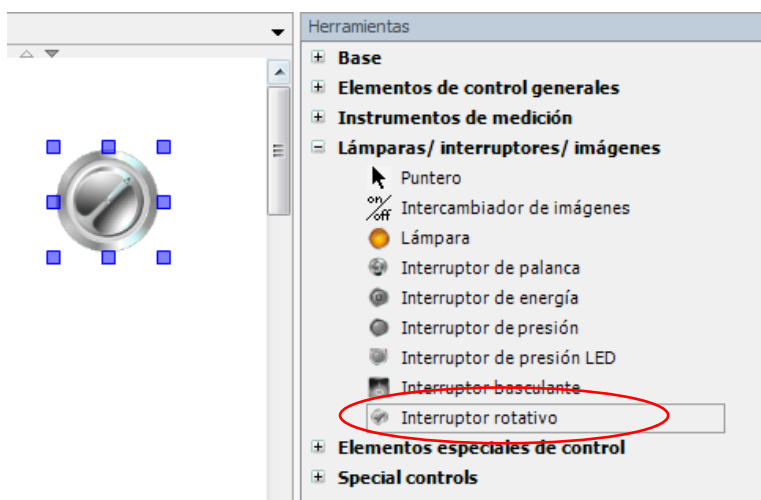 Herramientas
Base
Elementos de control generales
Instrumentos de medición
Lámparas/ interruptores/ imágenes
Puntero
on/off Intercambiador de imágenes
Lámpara
Interruptor de palanca
Interruptor de energía
Interruptor de presión
Interruptor de presión LED
Interruptor basculante
Interruptor rotativo
Elementos especiales de control
Special controls